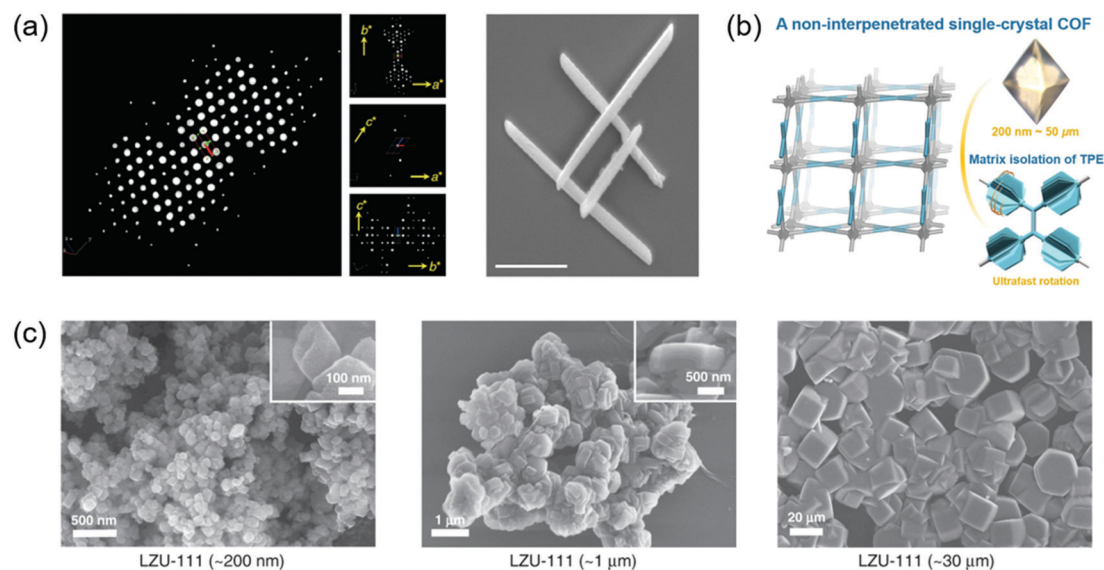 (a)
b*
a*
c*
a*
c*
b*
(b)
A non-interpenetrated single-crystal COF
200 nm ~ 50 μm
Matrix isolation of TPE
Ultrafast rotation
(c)
100 nm
500 nm
LZU-111 (~200 nm)
500 nm
1 μm
LZU-111 (~1 μm)
20 μm
LZU-111 (~30 μm)